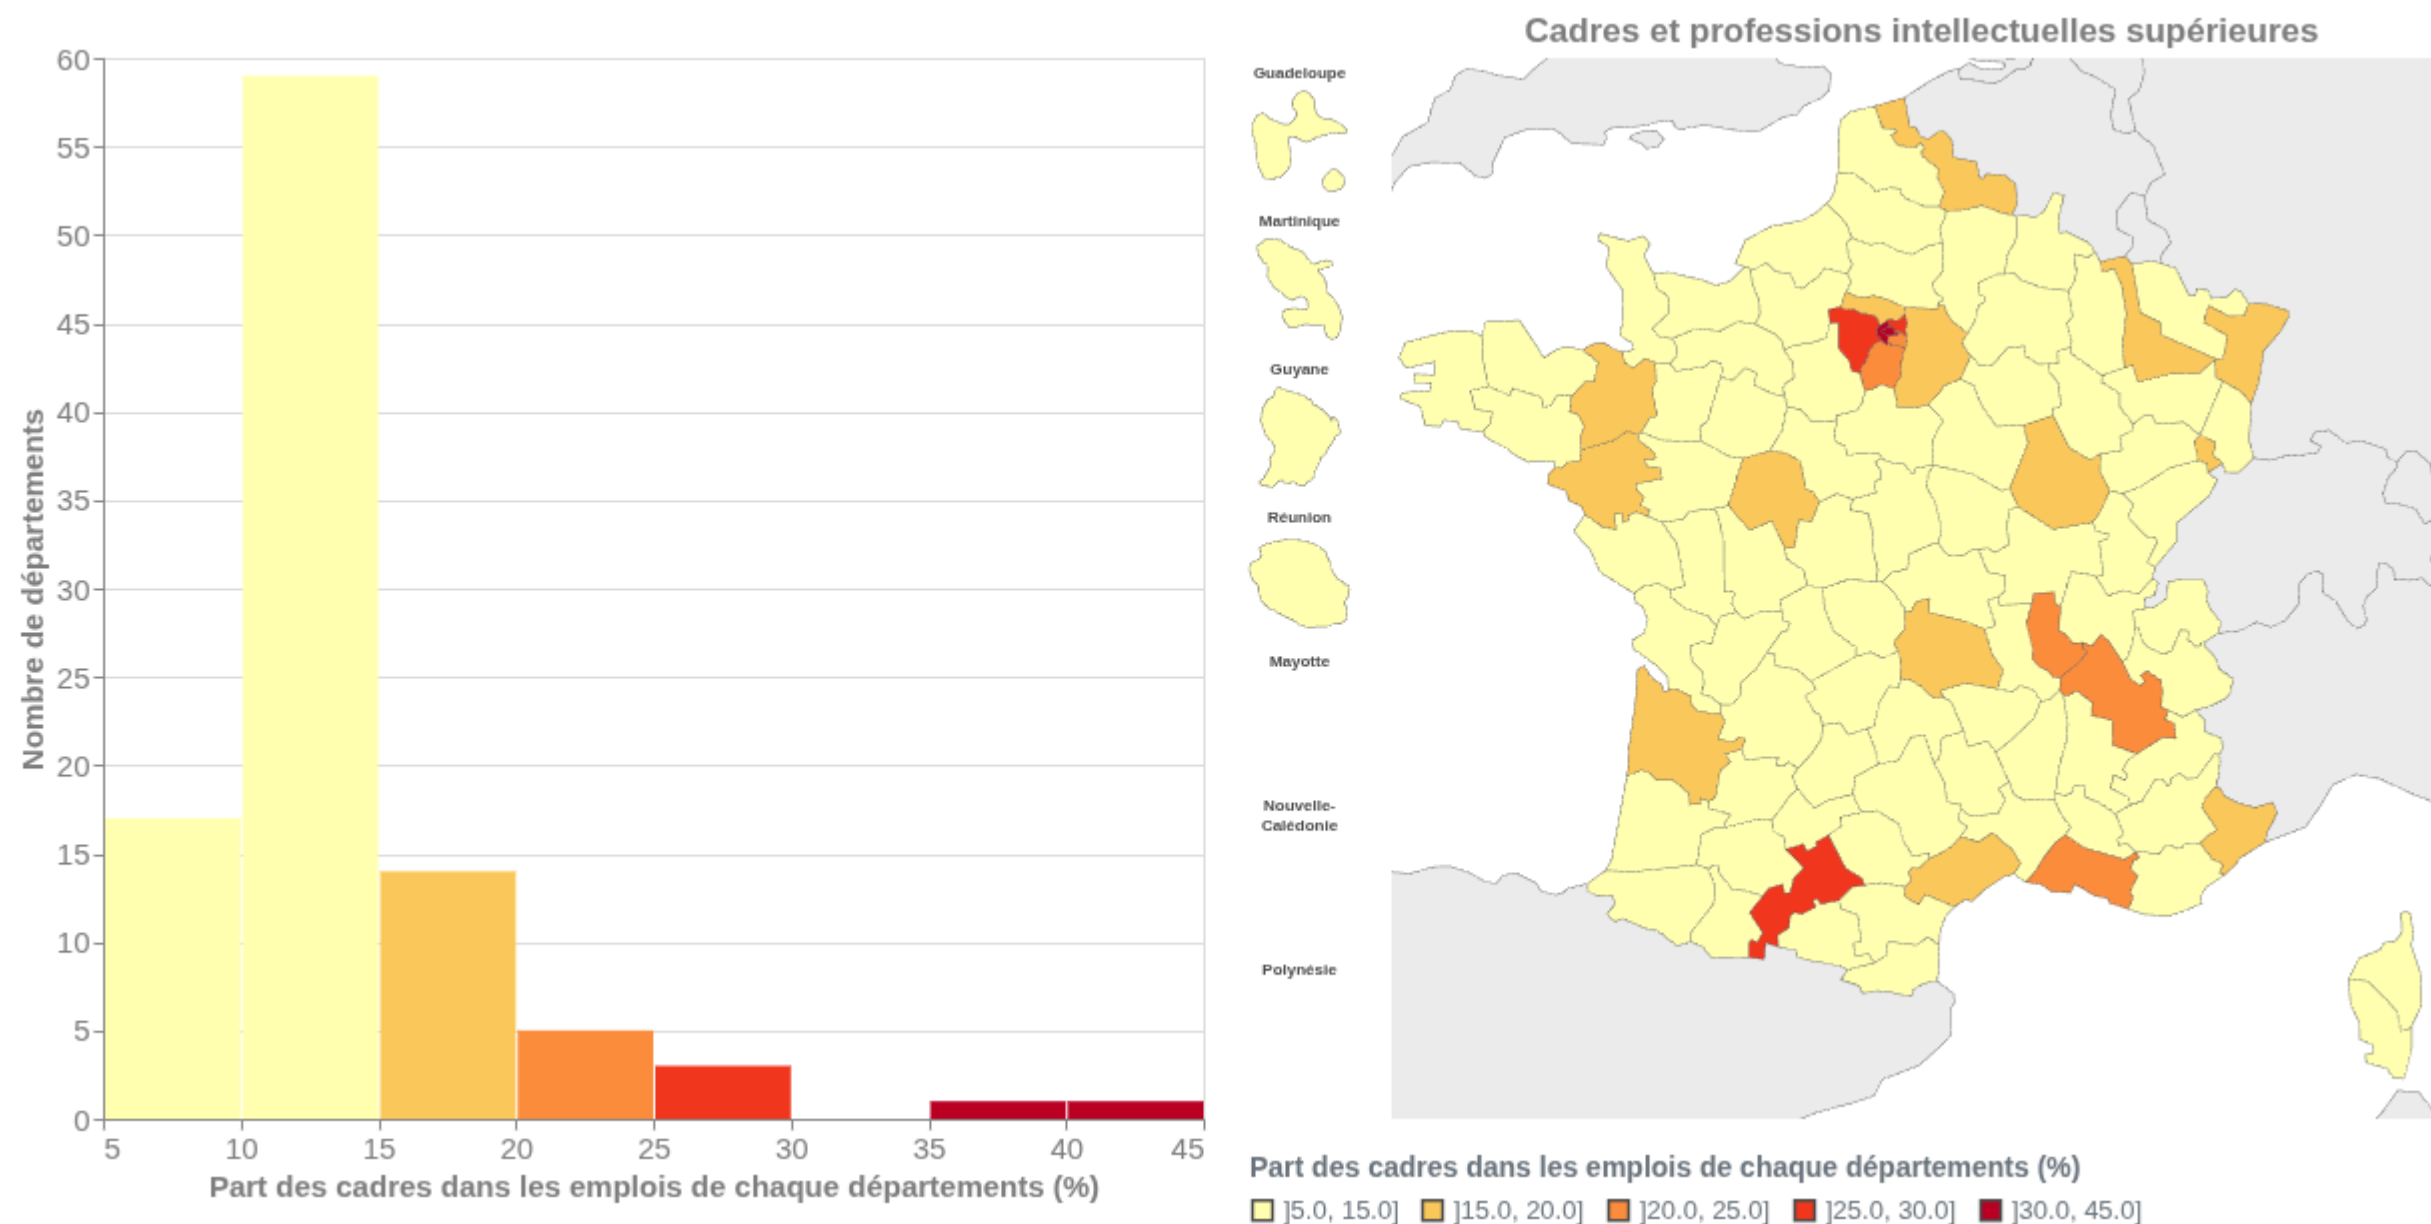 Cadres et professions intellectuelles supérieures
Nombre de départements
60
55
50
45
40
35
30
25
20
15
10
5
0
5 10 15 20 25 30 35 40 45
Part des cadres dans les emplois de chaque départements (%)
Guadeloupe
Martinique
Guyane
Réunion
Mayotte
Nouvelle-
Calédonie
Polynésie
Part des cadres dans les emplois de chaque départements (%)
]5.0, 15.0] ]15.0, 20.0] ]20.0, 25.0] ]25.0, 30.0] ]30.0, 45.0]